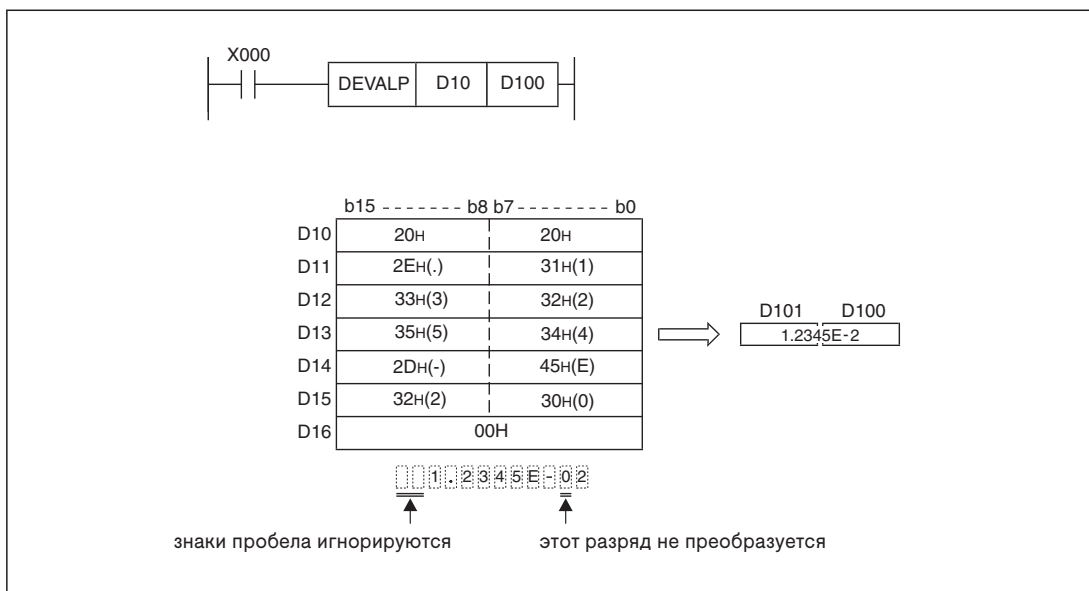 X000
DEVALP D10 D100
b15 - - - - - - - b8 b7 - - - - - - - - b0
D10 20H 20H
D11 2EH(.) 31H(1)
D12 33H(3) 32H(2)
D13 35H(5) 34H(4)
D14 2DH(-) 45H(E)
D15 32H(2) 30H(0)
D16 00H
D101 D100
1.2345E-2
1.2345E-02
знаки пробела игнорируются
этот разряд не преобразуется